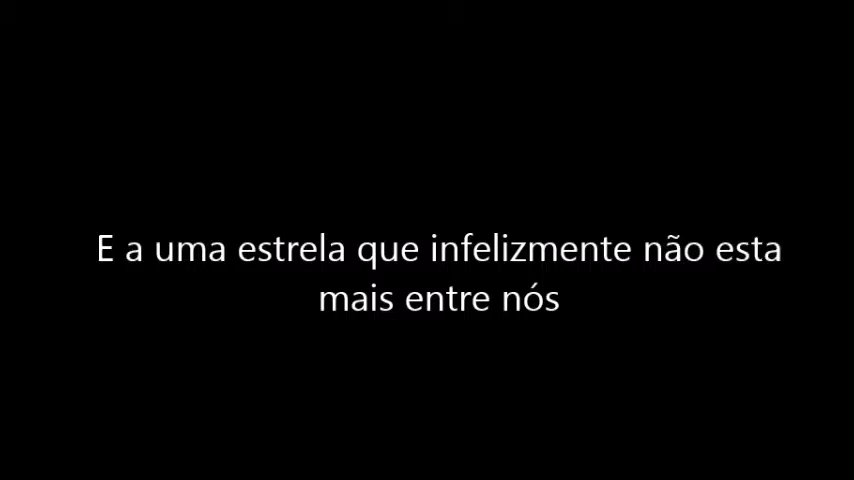 E a uma estrela que infelizmente não esta
mais entre nós